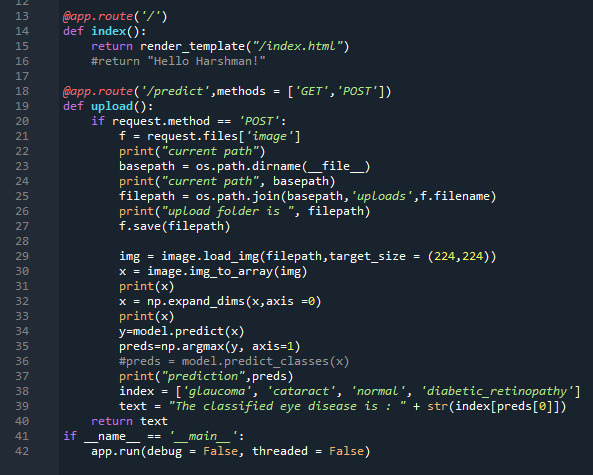 12
13 @app.route('/')
14 def index():
15     return render_template("/index.html")
16     #return "Hello Harshman!"
17
18 @app.route('/predict',methods = ['GET','POST'])
19 def upload():
20     if request.method == 'POST':
21         f = request.files['image']
22         print("current path")
23         basepath = os.path.dirname(__file__)
24         print("current path", basepath)
25         filepath = os.path.join(basepath,'uploads',f.filename)
26         print("upload folder is ", filepath)
27         f.save(filepath)
28
29         img = image.load_img(filepath,target_size = (224,224))
30         x = image.img_to_array(img)
31         print(x)
32         x = np.expand_dims(x,axis =0)
33         print(x)
34         y=model.predict(x)
35         preds=np.argmax(y, axis=1)
36         #preds = model.predict_classes(x)
37         print("prediction",preds)
38         index = ['glaucoma', 'cataract', 'normal', 'diabetic_retinopathy']
39         text = "The classified eye disease is : " + str(index[preds[0]])
40     return text
41 if __name__ == '__main__':
42     app.run(debug = False, threaded = False)